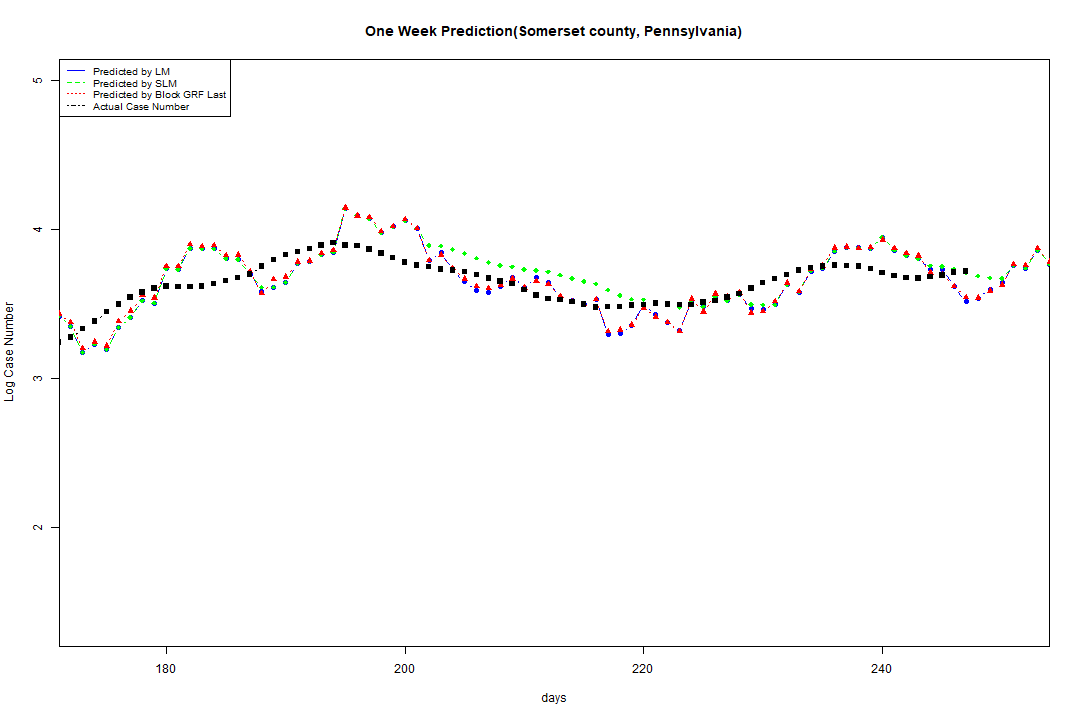 One Week Prediction(Somerset county, Pennsylvania)
Predicted by LM
Predicted by SLM
Predicted by Block GRF Last
Actual Case Number
5
4
3
2
Log Case Number
180
200
220
240
days